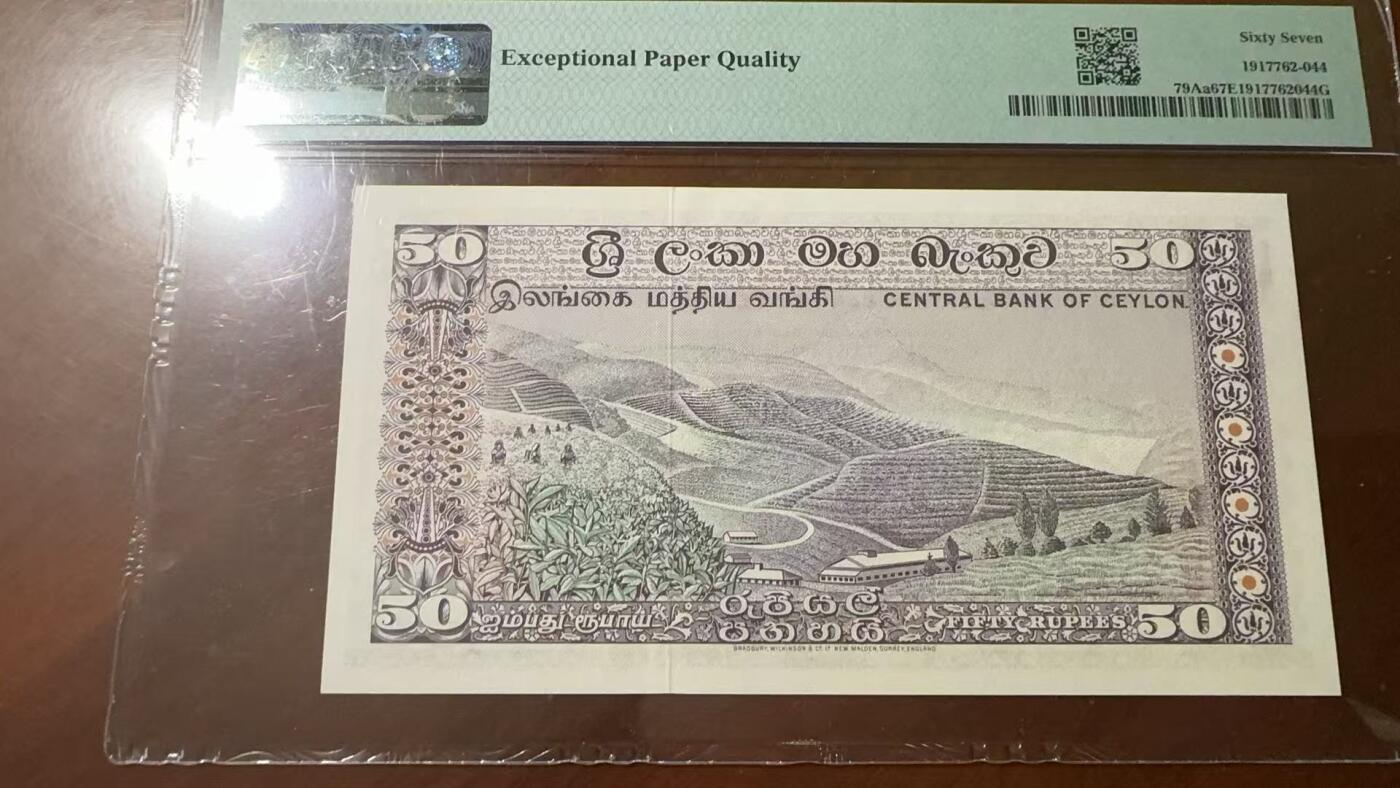 Exceptional Paper Quality
Sixty Seven
1917762-044
79Aa67E1917762044G
50 ශ්‍රී ලංකා මහ බැංකුව 50
இலங்கை மத்திய வங்கி CENTRAL BANK OF CEYLON
රුපියල්
50 ஐம்பது ரூபாய் පනහයි FIFTY RUPEES 50
BRADBURY, WILKINSON & Cº. Lº. NEW MALDEN, SURREY, ENGLAND